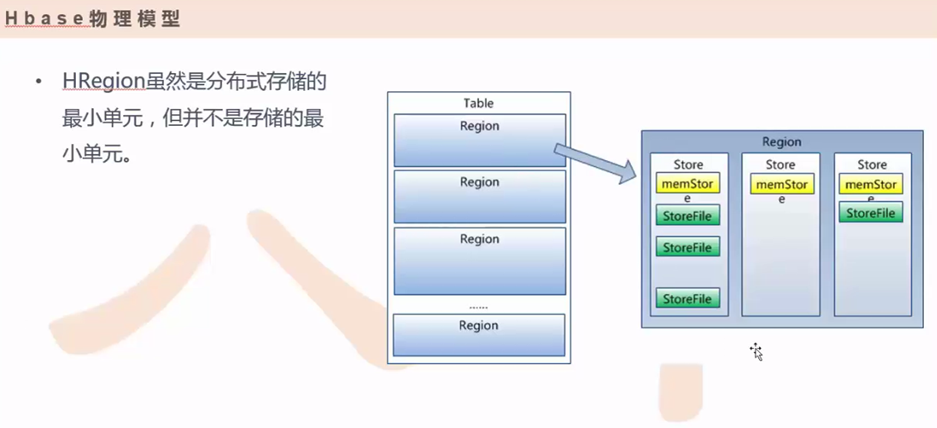 Hbase物理模型
• HRegion虽然是分布式存储的
最小单元，但并不是存储的最
小单元。
Table
Region
Region
Region
......
Region
Region
Store
memStor
e
StoreFile
StoreFile
StoreFile
Store
memStor
e
Store
memStor
e
StoreFile